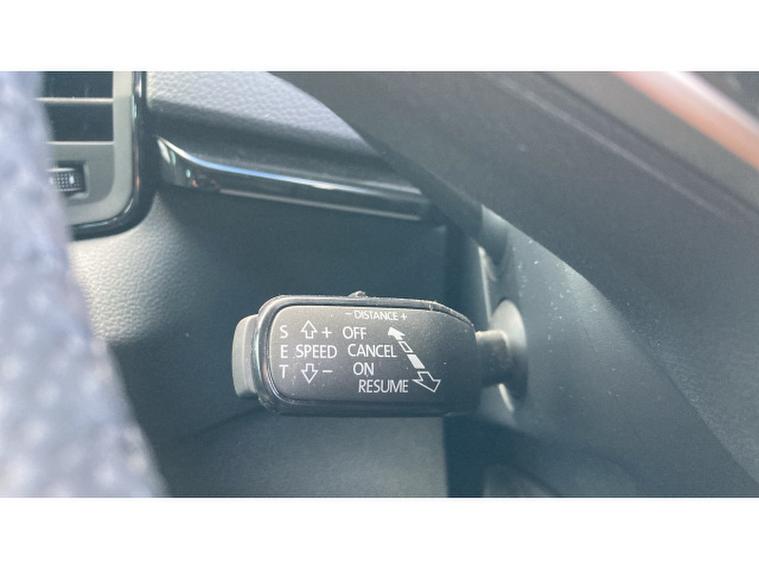 − DISTANCE +
S + OFF
E SPEED CANCEL
T − ON
RESUME